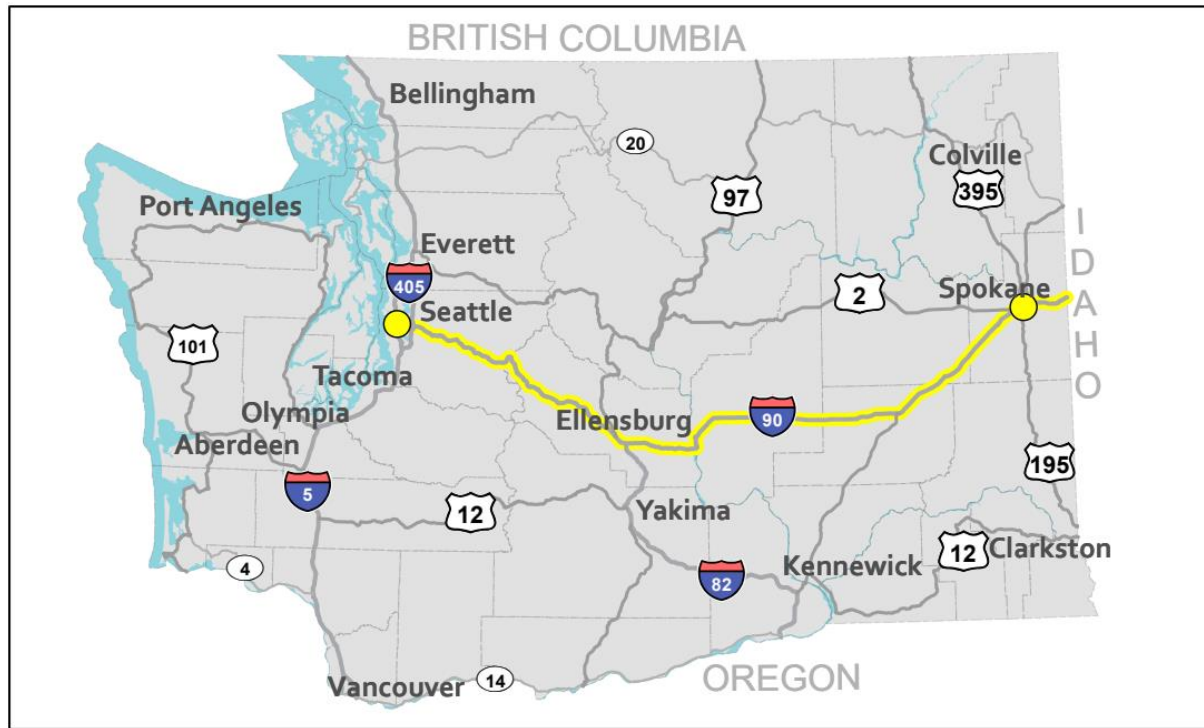 BRITISH COLUMBIA
Bellingham
20
Colville
97
395
Port Angeles
IDAHO
Everett
405
2
Spokane
Seattle
101
Tacoma
Ellensburg
90
Olympia
Aberdeen
195
5
12
Yakima
12
Clarkston
4
82
Kennewick
OREGON
Vancouver
14